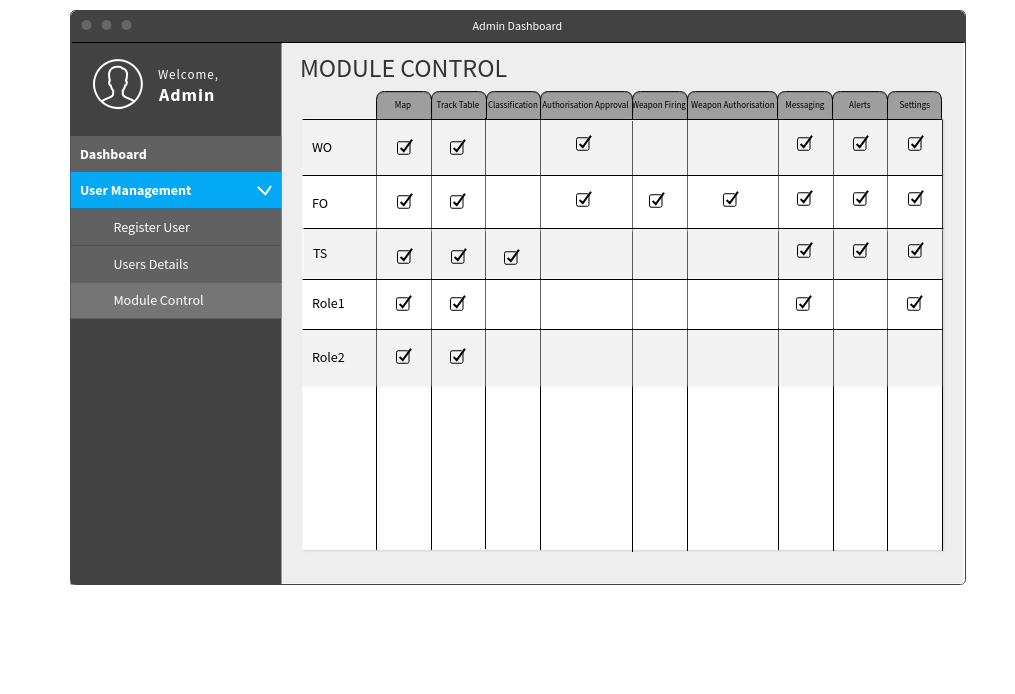 Admin Dashboard
Welcome,
Admin
Dashboard
User Management
Register User
Users Details
Module Control
MODULE CONTROL
Map Track Table Classification Authorisation Approval Weapon Firing Weapon Authorisation Messaging Alerts Settings
WO
FO
TS
Role1
Role2